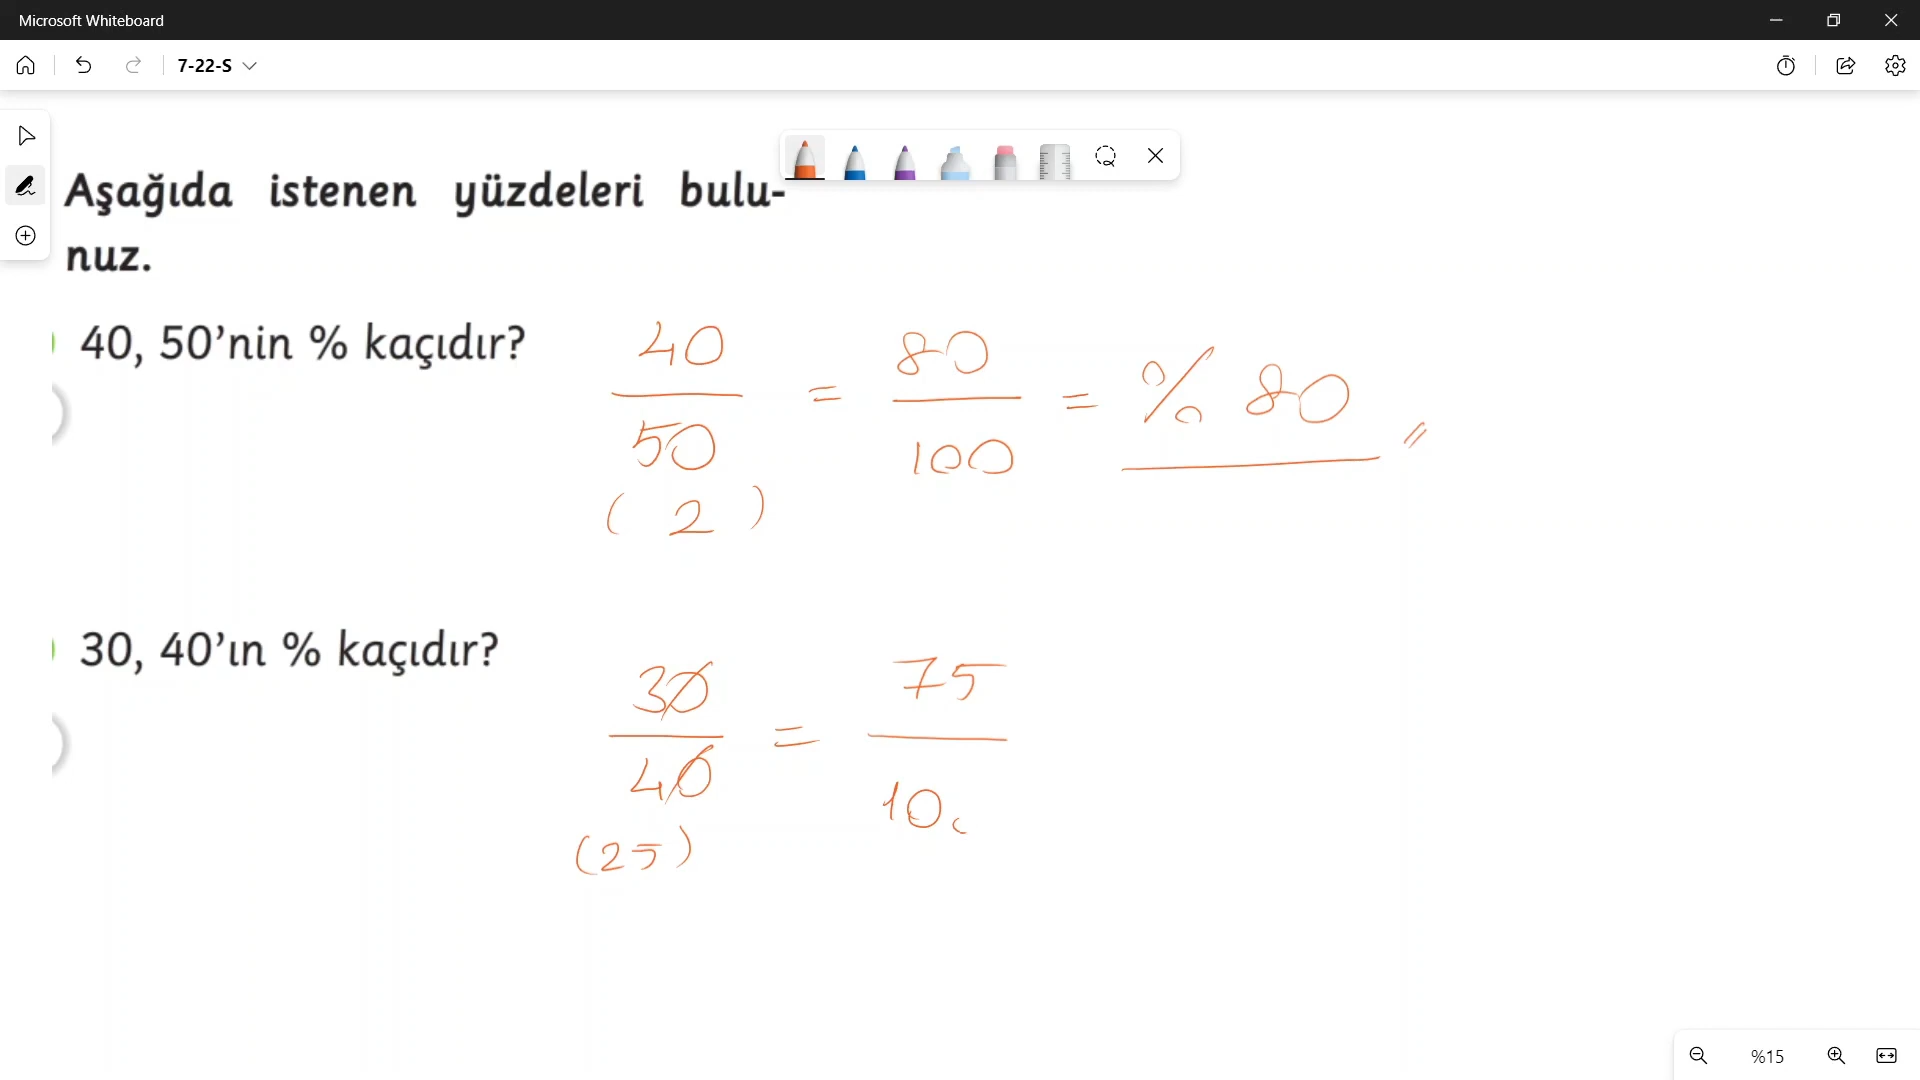 Microsoft Whiteboard
7-22-S
Aşağıda istenen yüzdeleri bulu-
nuz.
40, 50'nin % kaçıdır?
40/50 = 80/100 = % 80 //
( 2 )
30, 40'ın % kaçıdır?
30/40 = 75/10
(25)
%15